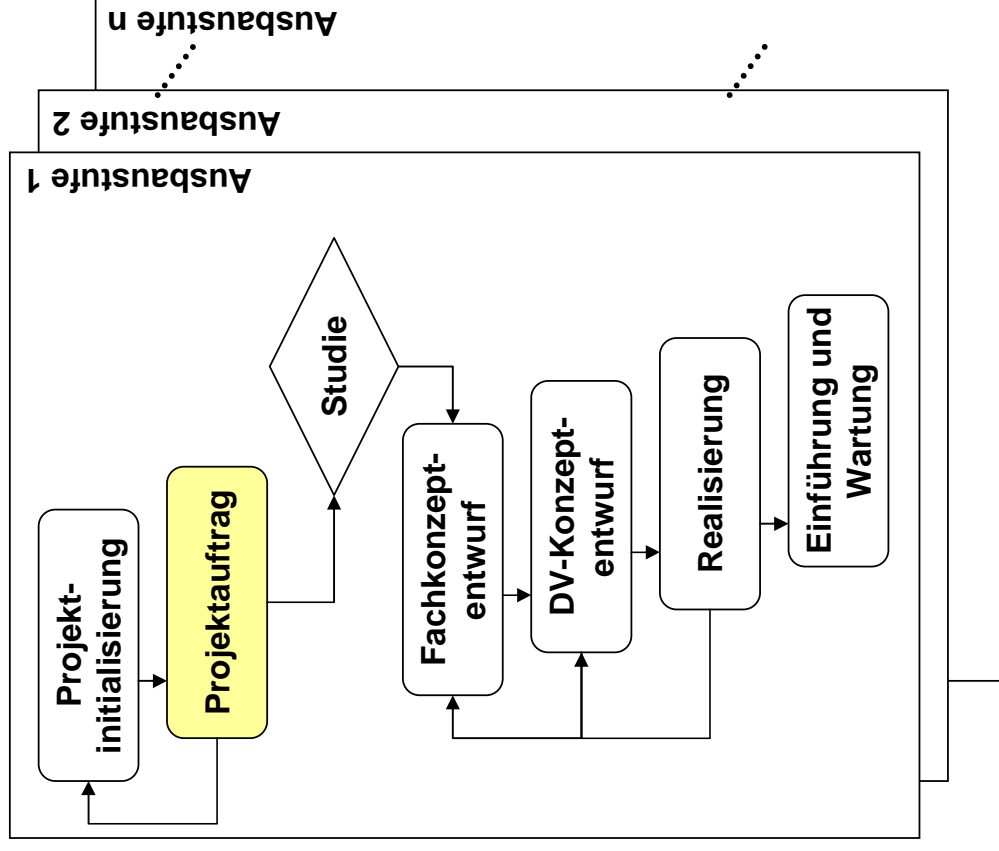 Ausbaustufe n
Ausbaustufe 2
Ausbaustufe 1
Projekt-
initialisierung
Projektauftrag
Studie
Fachkonzept-
entwurf
DV-Konzept-
entwurf
Realisierung
Einführung und
Wartung